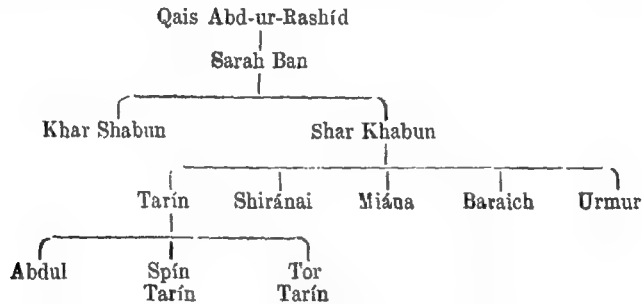 Qais Abd-ur-Rashíd
Sarah Ban
Khar Shabun Shar Khabun
Tarín Shiránai Miána Baraich Urmur
Abdul Spín Tor
Tarín Tarín